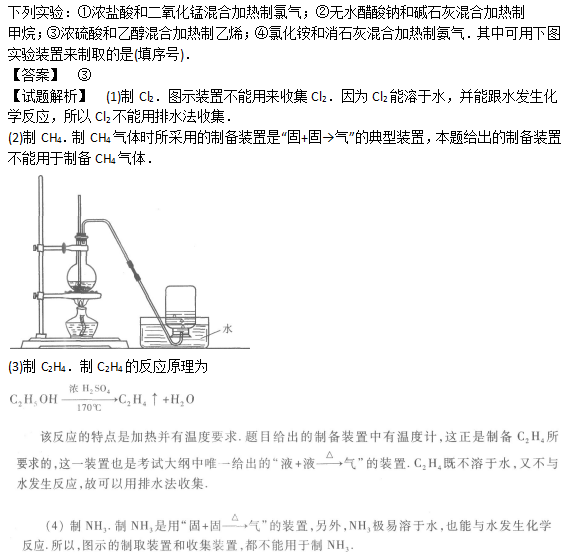 下列实验：①浓盐酸和二氧化锰混合加热制氯气；②无水醋酸钠和碱石灰混合加热制
甲烷；③浓硫酸和乙醇混合加热制乙烯；④氯化铵和消石灰混合加热制氨气．其中可用下图
实验装置来制取的是(填序号)．
【答案】 ③
【试题解析】 (1)制 Cl₂．图示装置不能用来收集 Cl₂．因为 Cl₂能溶于水，并能跟水发生化
学反应，所以 Cl₂不能用排水法收集．
(2)制 CH₄．制 CH₄气体时所采用的制备装置是“固+固→气”的典型装置，本题给出的制备装置
不能用于制备 CH₄气体．
水
(3)制 C₂H₄．制 C₂H₄的反应原理为
浓 H₂SO₄
C₂H₅OH ⟶ C₂H₄↑+H₂O
170℃
该反应的特点是加热并有温度要求．题目给出的制备装置中有温度计，这正是制备 C₂H₄所
要求的，这一装置也是考试大纲中唯一给出的“液+液 —△→ 气”的装置．C₂H₄既不溶于水，又不与
水发生反应，故可以用排水法收集．
(4) 制 NH₃．制 NH₃是用“固+固 —△→ 气”的装置，另外，NH₃极易溶于水，也能与水发生化学
反应．所以，图示的制取装置和收集装置，都不能用于制 NH₃．